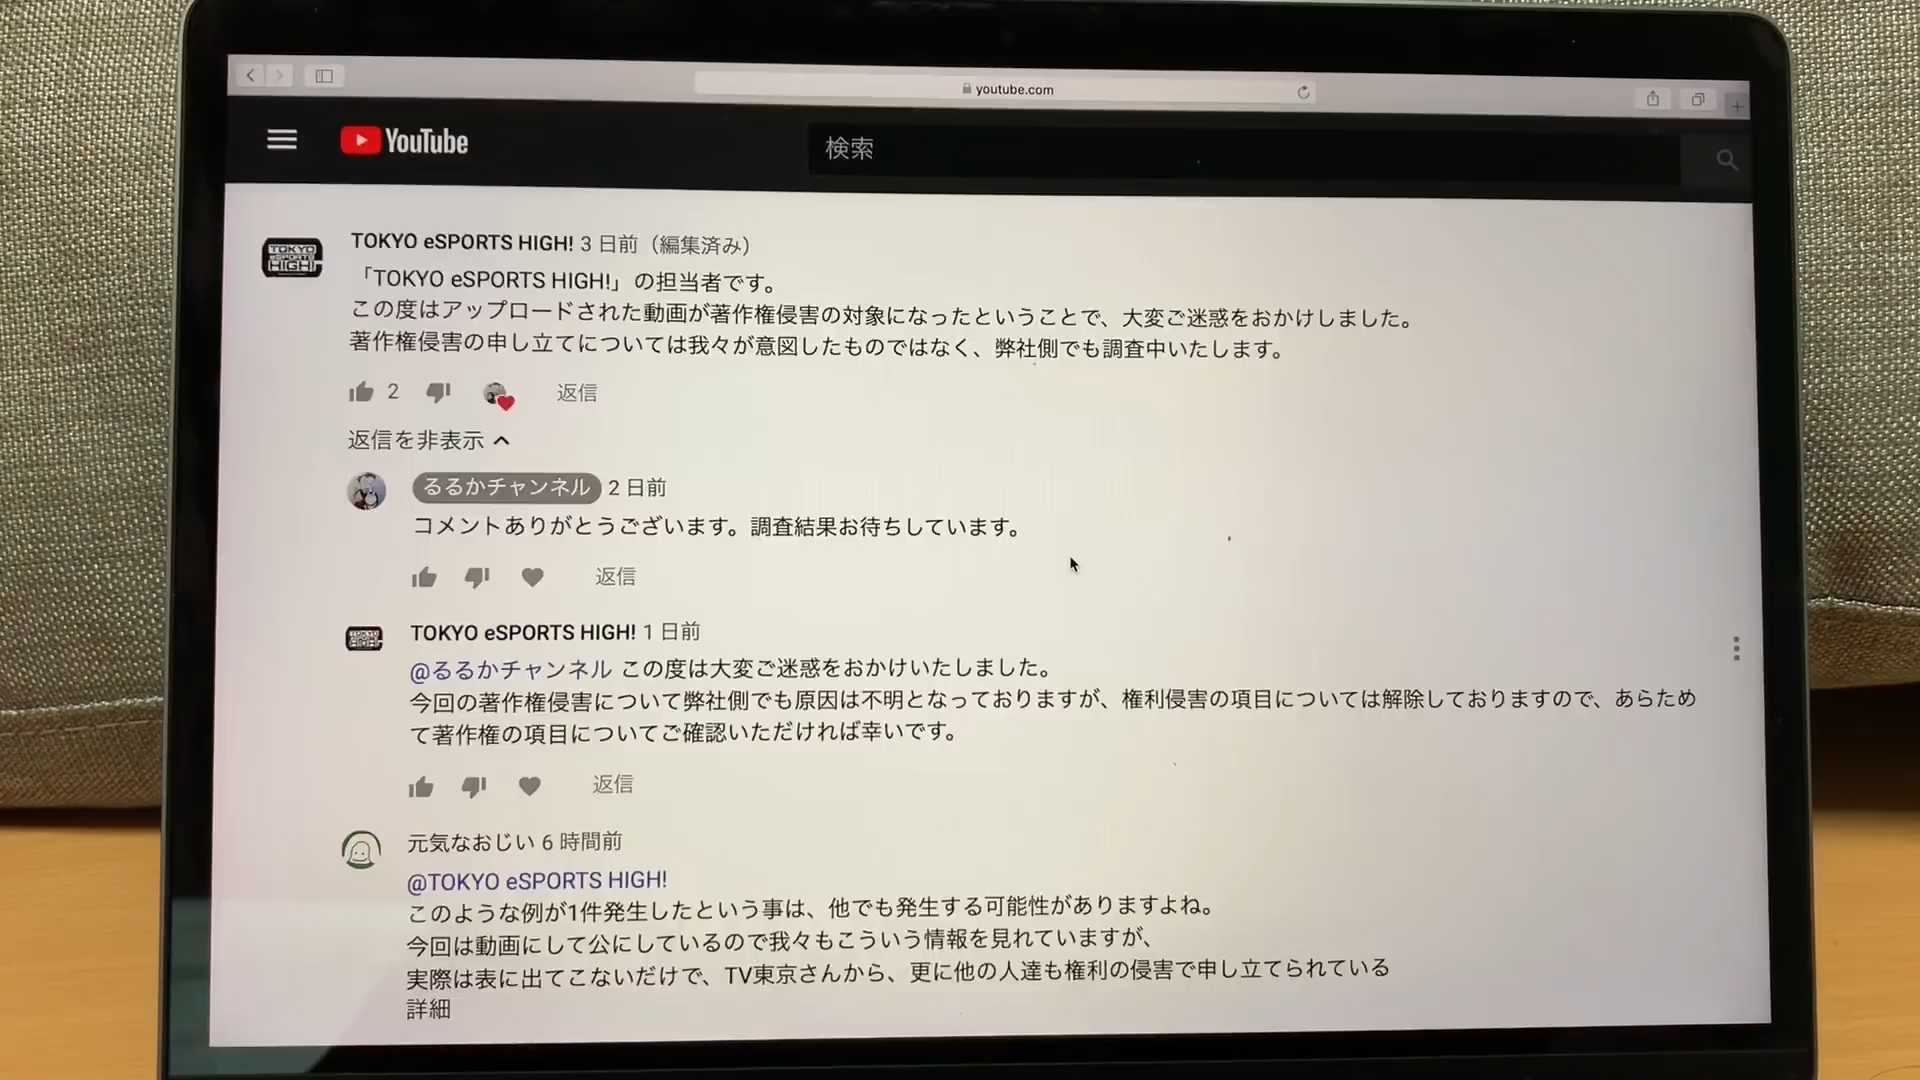 youtube.com
YouTube
検索
TOKYO eSPORTS HIGH!
TOKYO eSPORTS HIGH! 3 日前（編集済み）
「TOKYO eSPORTS HIGH!」の担当者です。
この度はアップロードされた動画が著作権侵害の対象になったということで、大変ご迷惑をおかけしました。
著作権侵害の申し立てについては我々が意図したものではなく、弊社側でも調査中いたします。
2
返信
返信を非表示
るるかチャンネル 2 日前
コメントありがとうございます。調査結果お待ちしています。
返信
TOKYO eSPORTS HIGH! 1 日前
@るるかチャンネル この度は大変ご迷惑をおかけいたしました。
今回の著作権侵害について弊社側でも原因は不明となっておりますが、権利侵害の項目については解除しておりますので、あらため
て著作権の項目についてご確認いただければ幸いです。
返信
元気なおじい 6 時間前
@TOKYO eSPORTS HIGH!
このような例が1件発生したという事は、他でも発生する可能性がありますよね。
今回は動画にして公にしているので我々もこういう情報を見れていますが、
実際は表に出てこないだけで、TV東京さんから、更に他の人達も権利の侵害で申し立てられている
詳細